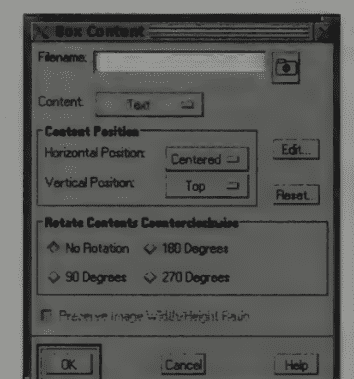 Box Content
Filename:
Content: Text
Content Position
Horizontal Position: Centered
Edit...
Vertical Position: Top
Reset...
Rotate Contents Counterclockwise
No Rotation 180 Degrees
90 Degrees 270 Degrees
Preserve Image Width/Height Ratio
OK Cancel Help